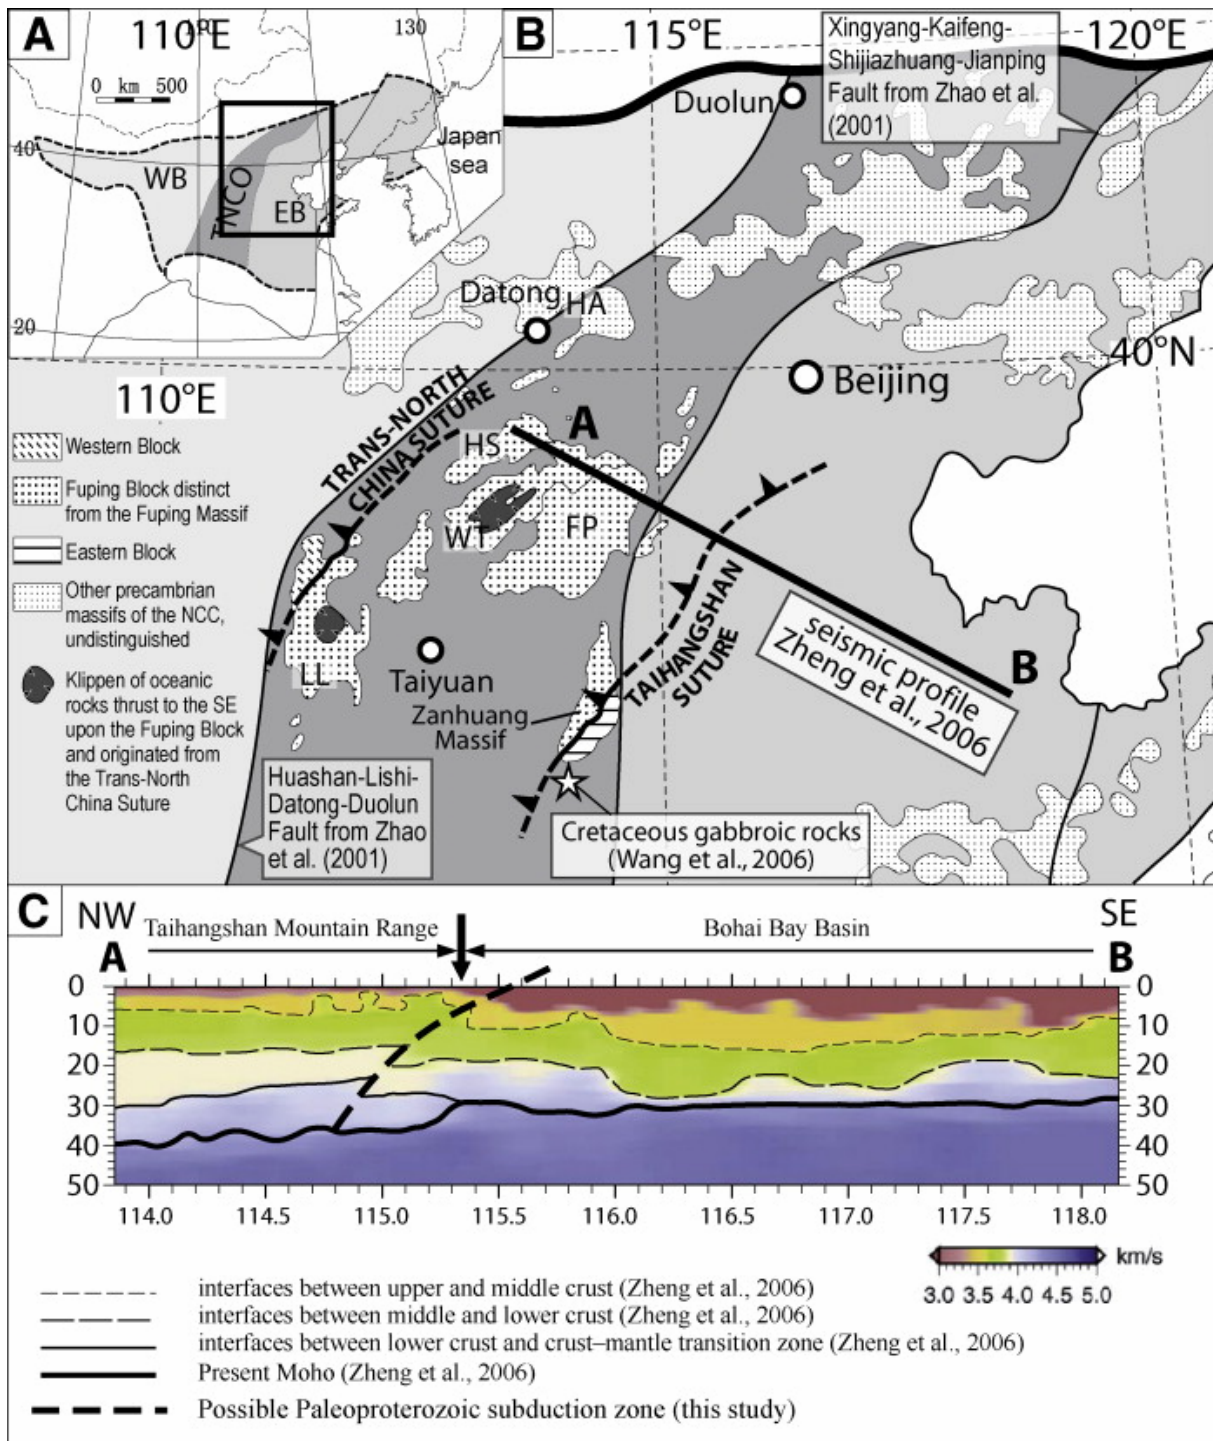 A
110°E
110
130
0 km 500
40
20
WB
TNCO
EB
Japan
sea
B
115°E
120°E
Xingyang-Kaifeng-
Shijiazhuang-Jianping
Fault from Zhao et al.
(2001)
Duolun
Datong
HA
40°N
Beijing
110°E
TRANS-NORTH
CHINA SUTURE
HS
A
WT
FP
LL
Taiyuan
Zanhuang
Massif
TAIHANGSHAN
SUTURE
B
seismic profile
Zheng et al., 2006
Western Block
Fuping Block distinct
from the Fuping Massif
Eastern Block
Other precambrian
massifs of the NCC,
undistinguished
Klippen of oceanic
rocks thrust to the SE
upon the Fuping Block
and originated from
the Trans-North
China Suture
Huashan-Lishi-
Datong-Duolun
Fault from Zhao
et al. (2001)
Cretaceous gabbroic rocks
(Wang et al., 2006)
C
NW
SE
Taihangshan Mountain Range
Bohai Bay Basin
A
B
0
10
20
30
40
50
0
10
20
30
40
50
114.0 114.5 115.0 115.5 116.0 116.5 117.0 117.5 118.0
km/s
3.0 3.5 4.0 4.5 5.0
interfaces between upper and middle crust (Zheng et al., 2006)
interfaces between middle and lower crust (Zheng et al., 2006)
interfaces between lower crust and crust–mantle transition zone (Zheng et al., 2006)
Present Moho (Zheng et al., 2006)
Possible Paleoproterozoic subduction zone (this study)